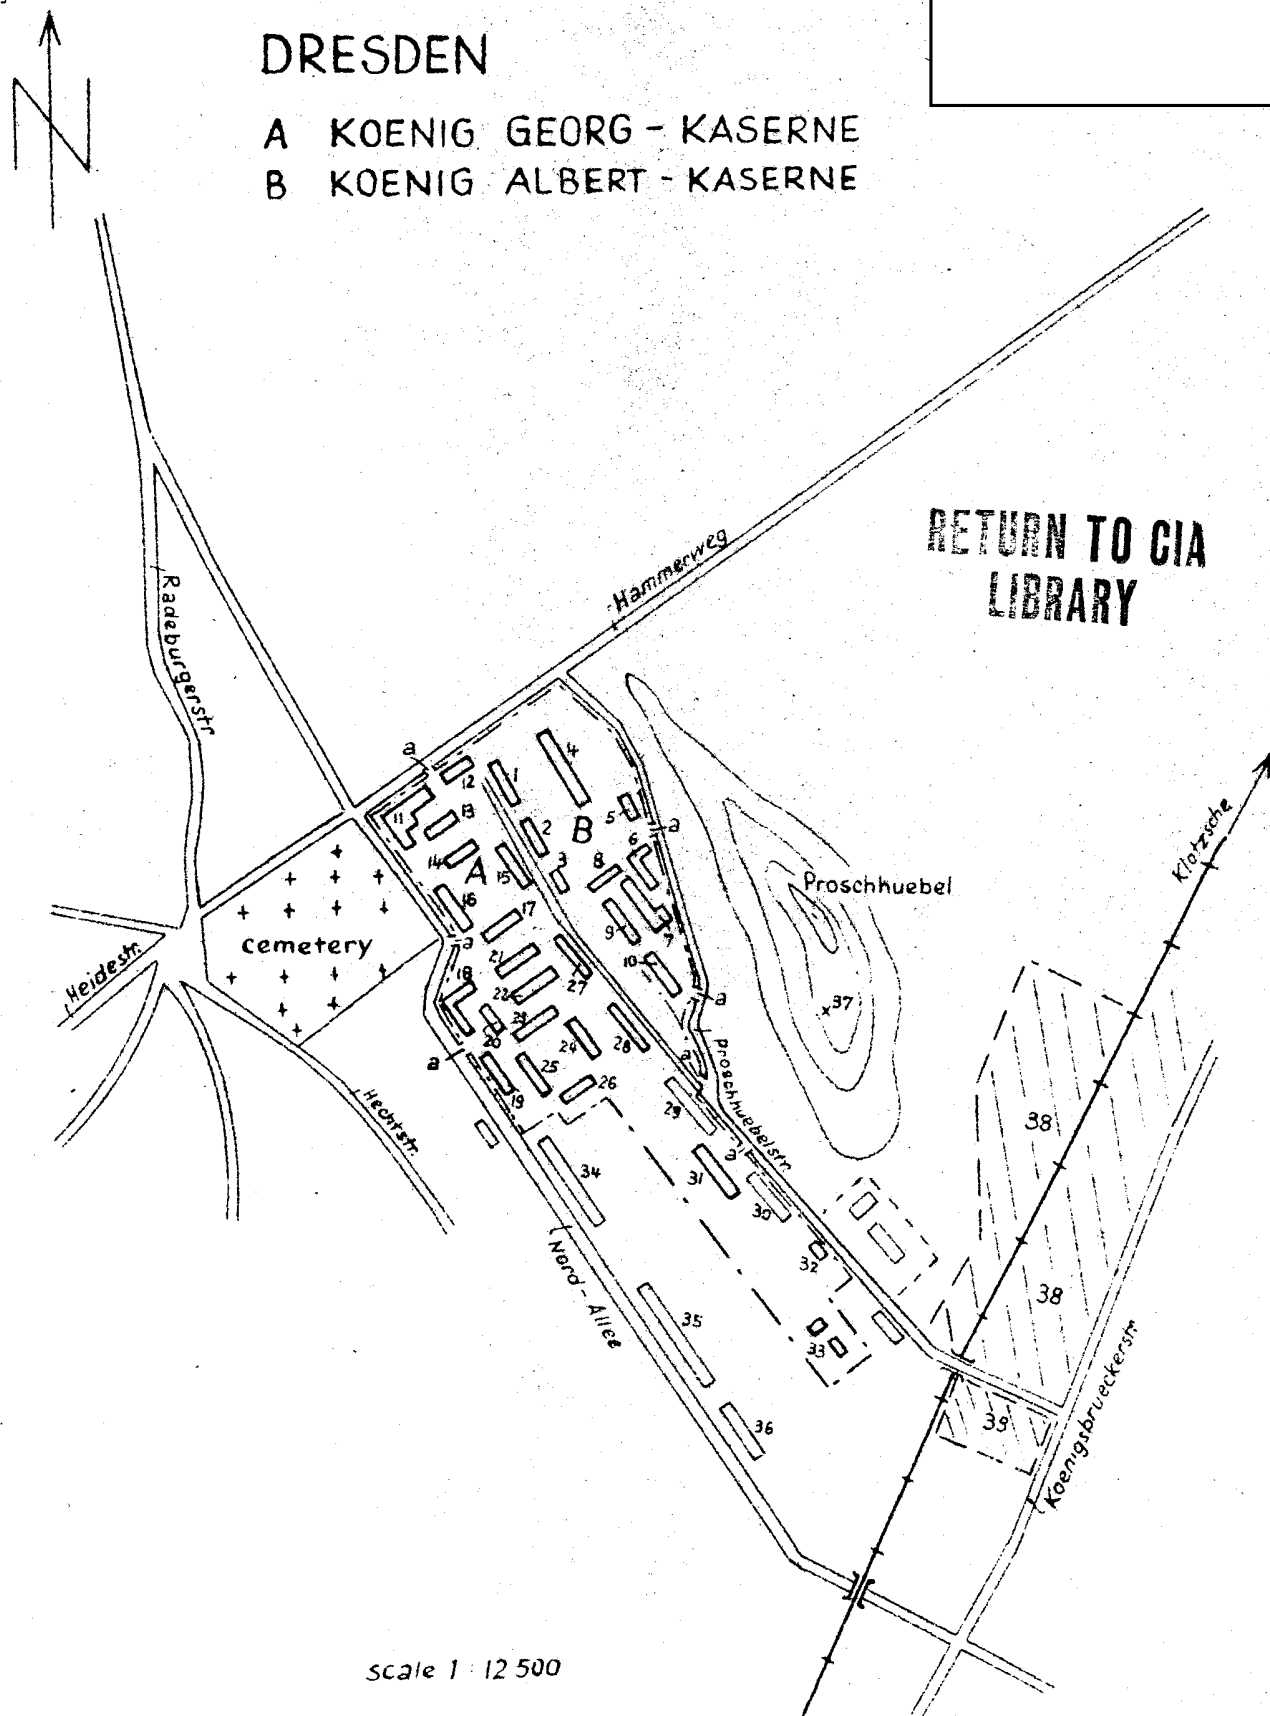 N
DRESDEN
A KOENIG GEORG - KASERNE
B KOENIG ALBERT - KASERNE
RETURN TO CIA
LIBRARY
Hammerweg
Radeburgerstr
a
12
1
4
11
13
2
B
5
a
14
A
15
3
8
6
Proschhuebel
Klotzsche
16
17
9
7
cemetery
a
21
10
Heidestr.
18
22
27
a
37
20
23
24
28
a
Proschhuebelstr.
a
19
25
26
29
38
Hechtstr.
34
31
a
30
Nord-Allee
32
38
35
33
36
39
Koenigsbrueckerstr
scale 1 : 12 500